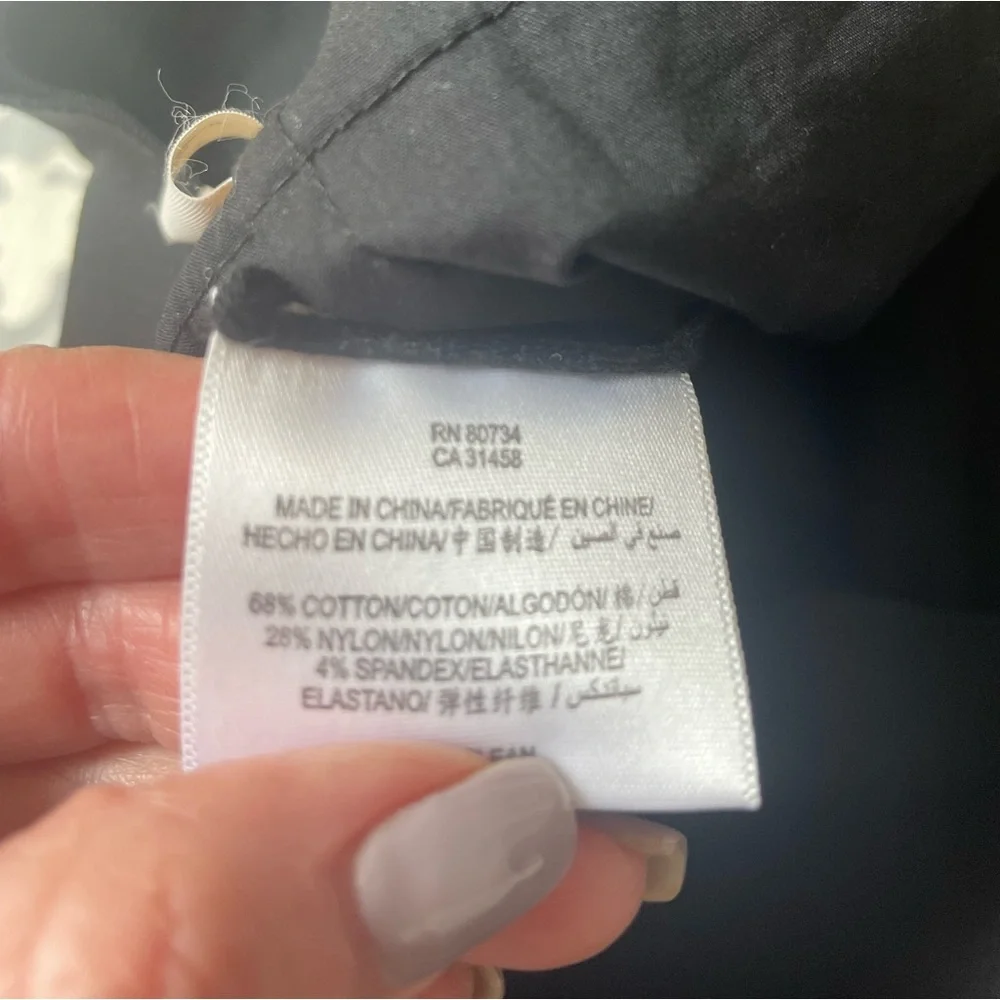 RN 80734
CA 31458
MADE IN CHINA/FABRIQUÉ EN CHINE/
HECHO EN CHINA/ 中国制造/ صنع في الصين
68% COTTON/COTON/ALGODÓN/ 棉/ قطن
28% NYLON/NYLON/NILON/ 尼龙/ نيلون
4% SPANDEX/ELASTHANNE/
ELASTANO/ 弹性纤维 / سباندكس